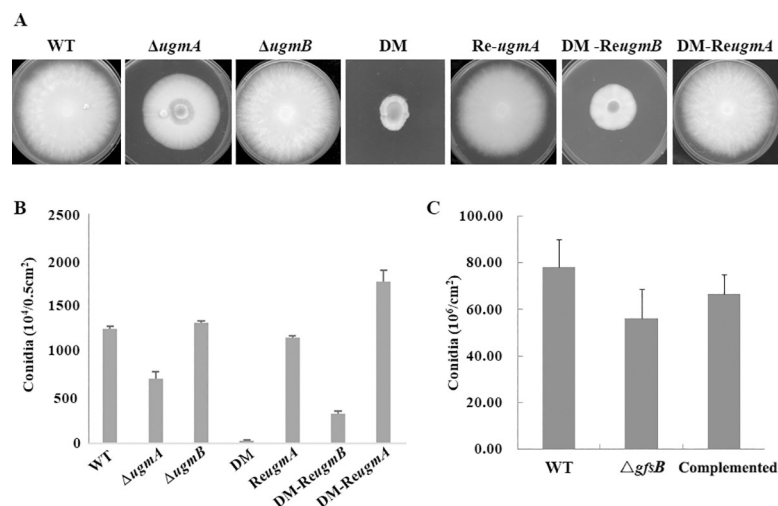 A
WT ΔugmA ΔugmB DM Re-ugmA DM -ReugmB DM-ReugmA
B
2500
2000
1500
1000
500
0
Conidia (10⁴/0.5cm²)
WT ΔugmA ΔugmB DM ReugmA DM-ReugmB DM-ReugmA
C
100.00
80.00
60.00
40.00
20.00
0.00
Conidia (10⁶/cm²)
WT △gfsB Complemented